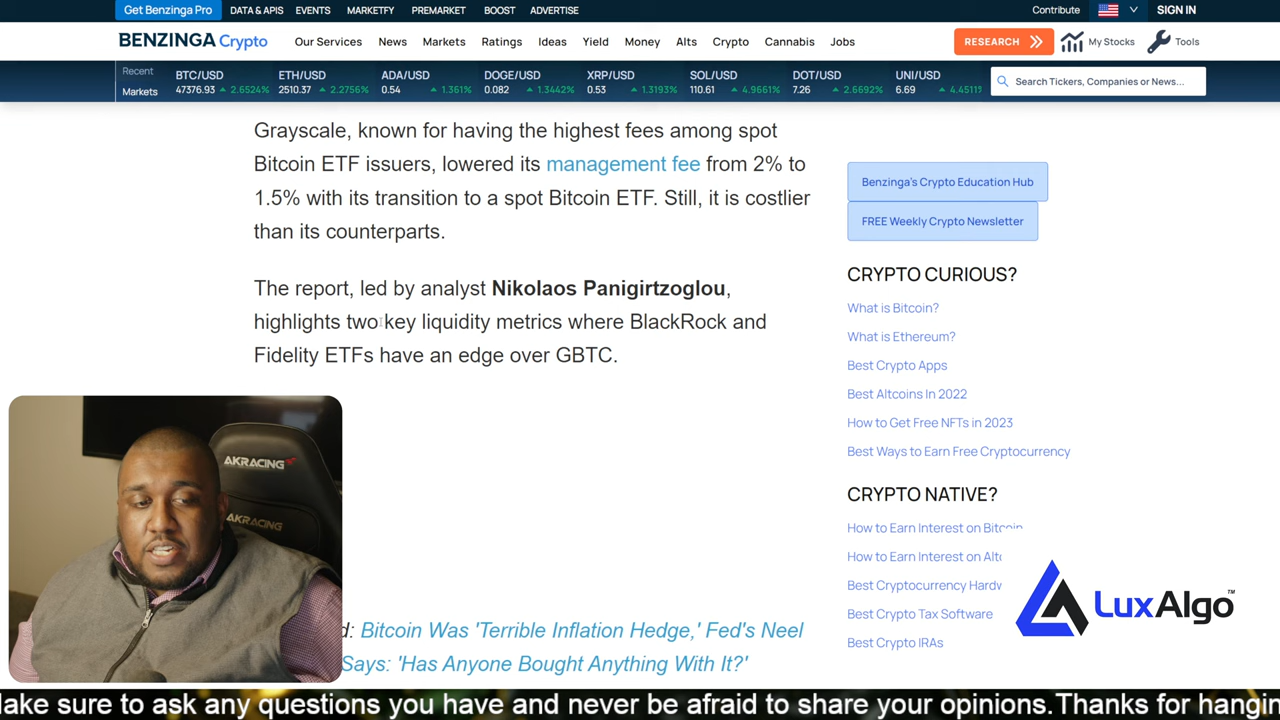 Get Benzinga Pro DATA & APIS EVENTS MARKETFY PREMARKET BOOST ADVERTISE Contribute SIGN IN
BENZINGA Crypto Our Services News Markets Ratings Ideas Yield Money Alts Crypto Cannabis Jobs RESEARCH My Stocks Tools
Recent Markets
BTC/USD 47376.93 2.6524%
ETH/USD 2510.37 2.2756%
ADA/USD 0.54 1.361%
DOGE/USD 0.082 1.3442%
XRP/USD 0.53 1.3193%
SOL/USD 110.61 4.9661%
DOT/USD 7.26 2.6692%
UNI/USD 6.69
Search Tickers, Companies or News...
Grayscale, known for having the highest fees among spot
Bitcoin ETF issuers, lowered its management fee from 2% to
1.5% with its transition to a spot Bitcoin ETF. Still, it is costlier
than its counterparts.
The report, led by analyst Nikolaos Panigirtzoglou,
highlights two key liquidity metrics where BlackRock and
Fidelity ETFs have an edge over GBTC.
d: Bitcoin Was 'Terrible Inflation Hedge,' Fed's Neel
Says: 'Has Anyone Bought Anything With It?'
Benzinga's Crypto Education Hub
FREE Weekly Crypto Newsletter
CRYPTO CURIOUS?
What is Bitcoin?
What is Ethereum?
Best Crypto Apps
Best Altcoins In 2022
How to Get Free NFTs in 2023
Best Ways to Earn Free Cryptocurrency
CRYPTO NATIVE?
How to Earn Interest on Bitcoin
How to Earn Interest on Altc
Best Cryptocurrency Hardw
Best Crypto Tax Software
Best Crypto IRAs
AKRACING
AKRACING
LuxAlgo™
Make sure to ask any questions you have and never be afraid to share your opinions.Thanks for hangin